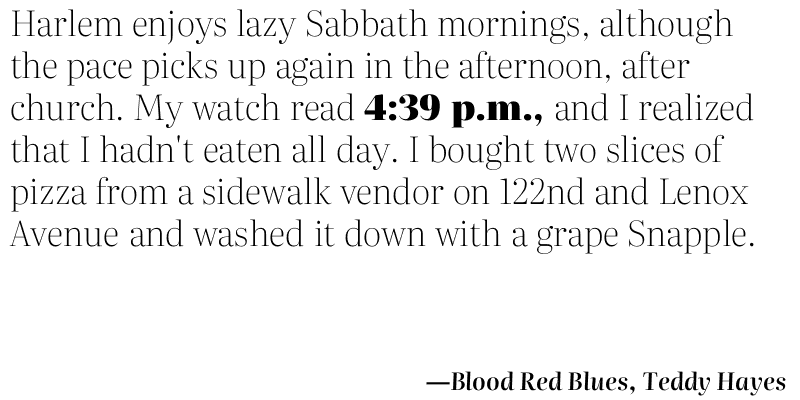 Harlem enjoys lazy Sabbath mornings, although
the pace picks up again in the afternoon, after
church. My watch read 4:39 p.m., and I realized
that I hadn't eaten all day. I bought two slices of
pizza from a sidewalk vendor on 122nd and Lenox
Avenue and washed it down with a grape Snapple.
—Blood Red Blues, Teddy Hayes